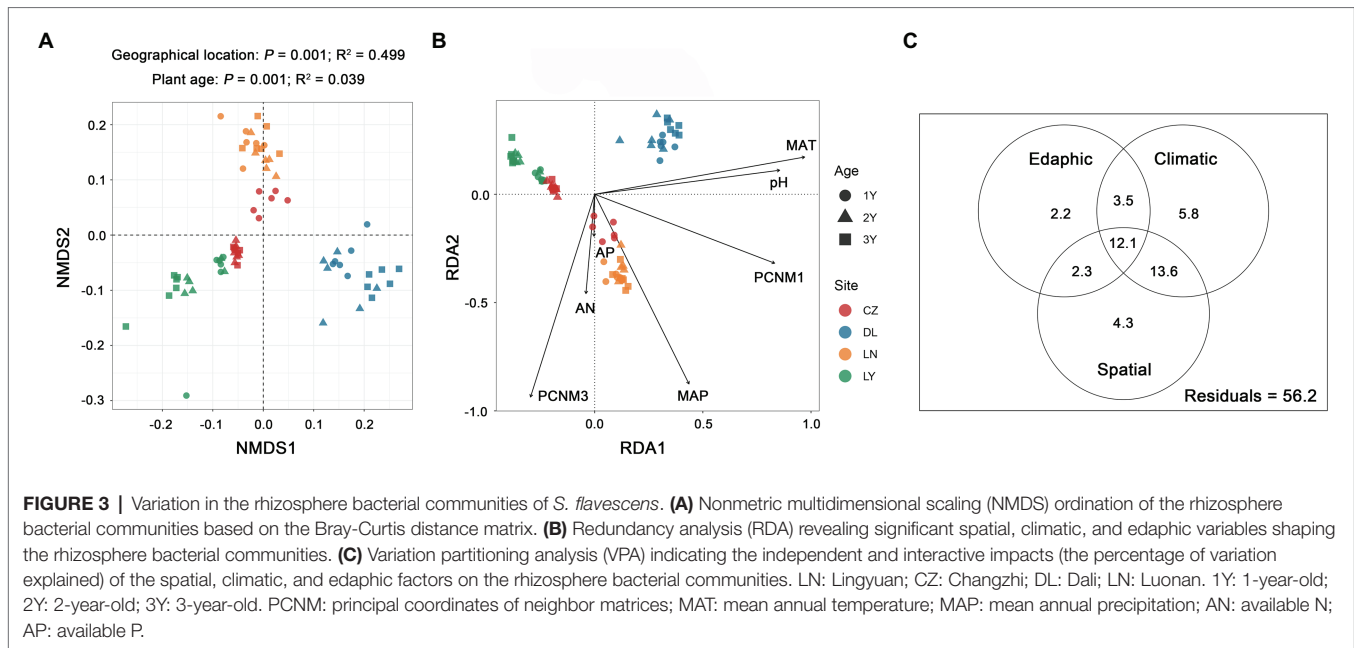 A
Geographical location: P = 0.001; R² = 0.499
Plant age: P = 0.001; R² = 0.039
0.2
0.1
0.0
-0.1
-0.2
-0.3
NMDS2
-0.2
-0.1
0.0
0.1
0.2
NMDS1
B
0.0
-0.5
-1.0
RDA2
MAT
pH
PCNM1
AP
AN
PCNM3
MAP
0.0
0.5
1.0
RDA1
Age
1Y
2Y
3Y
Site
CZ
DL
LN
LY
C
Edaphic
Climatic
2.2
3.5
5.8
12.1
2.3
13.6
4.3
Spatial
Residuals = 56.2
FIGURE 3 | Variation in the rhizosphere bacterial communities of S. flavescens. (A) Nonmetric multidimensional scaling (NMDS) ordination of the rhizosphere
bacterial communities based on the Bray-Curtis distance matrix. (B) Redundancy analysis (RDA) revealing significant spatial, climatic, and edaphic variables shaping
the rhizosphere bacterial communities. (C) Variation partitioning analysis (VPA) indicating the independent and interactive impacts (the percentage of variation
explained) of the spatial, climatic, and edaphic factors on the rhizosphere bacterial communities. LN: Lingyuan; CZ: Changzhi; DL: Dali; LN: Luonan. 1Y: 1-year-old;
2Y: 2-year-old; 3Y: 3-year-old. PCNM: principal coordinates of neighbor matrices; MAT: mean annual temperature; MAP: mean annual precipitation; AN: available N;
AP: available P.